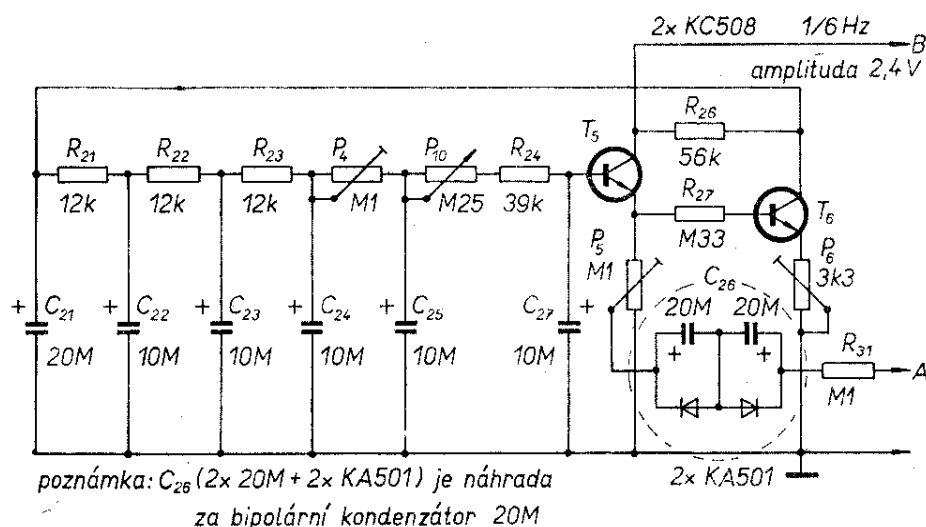 2x KC508 1/6 Hz
B
amplituda 2,4 V
R26
56k
T5
R21
12k
R22
12k
R23
12k
P4
M1
P10
M25
R24
39k
R27
M33
T6
P5
M1
P6
3k3
C26
20M 20M
+ +
+ C21
20M
+ C22
10M
+ C23
10M
+ C24
10M
+ C25
10M
C27 +
10M
R31
M1
A
poznámka: C26 (2x 20M + 2x KA501) je náhrada
za bipolární kondenzátor 20M
2x KA501